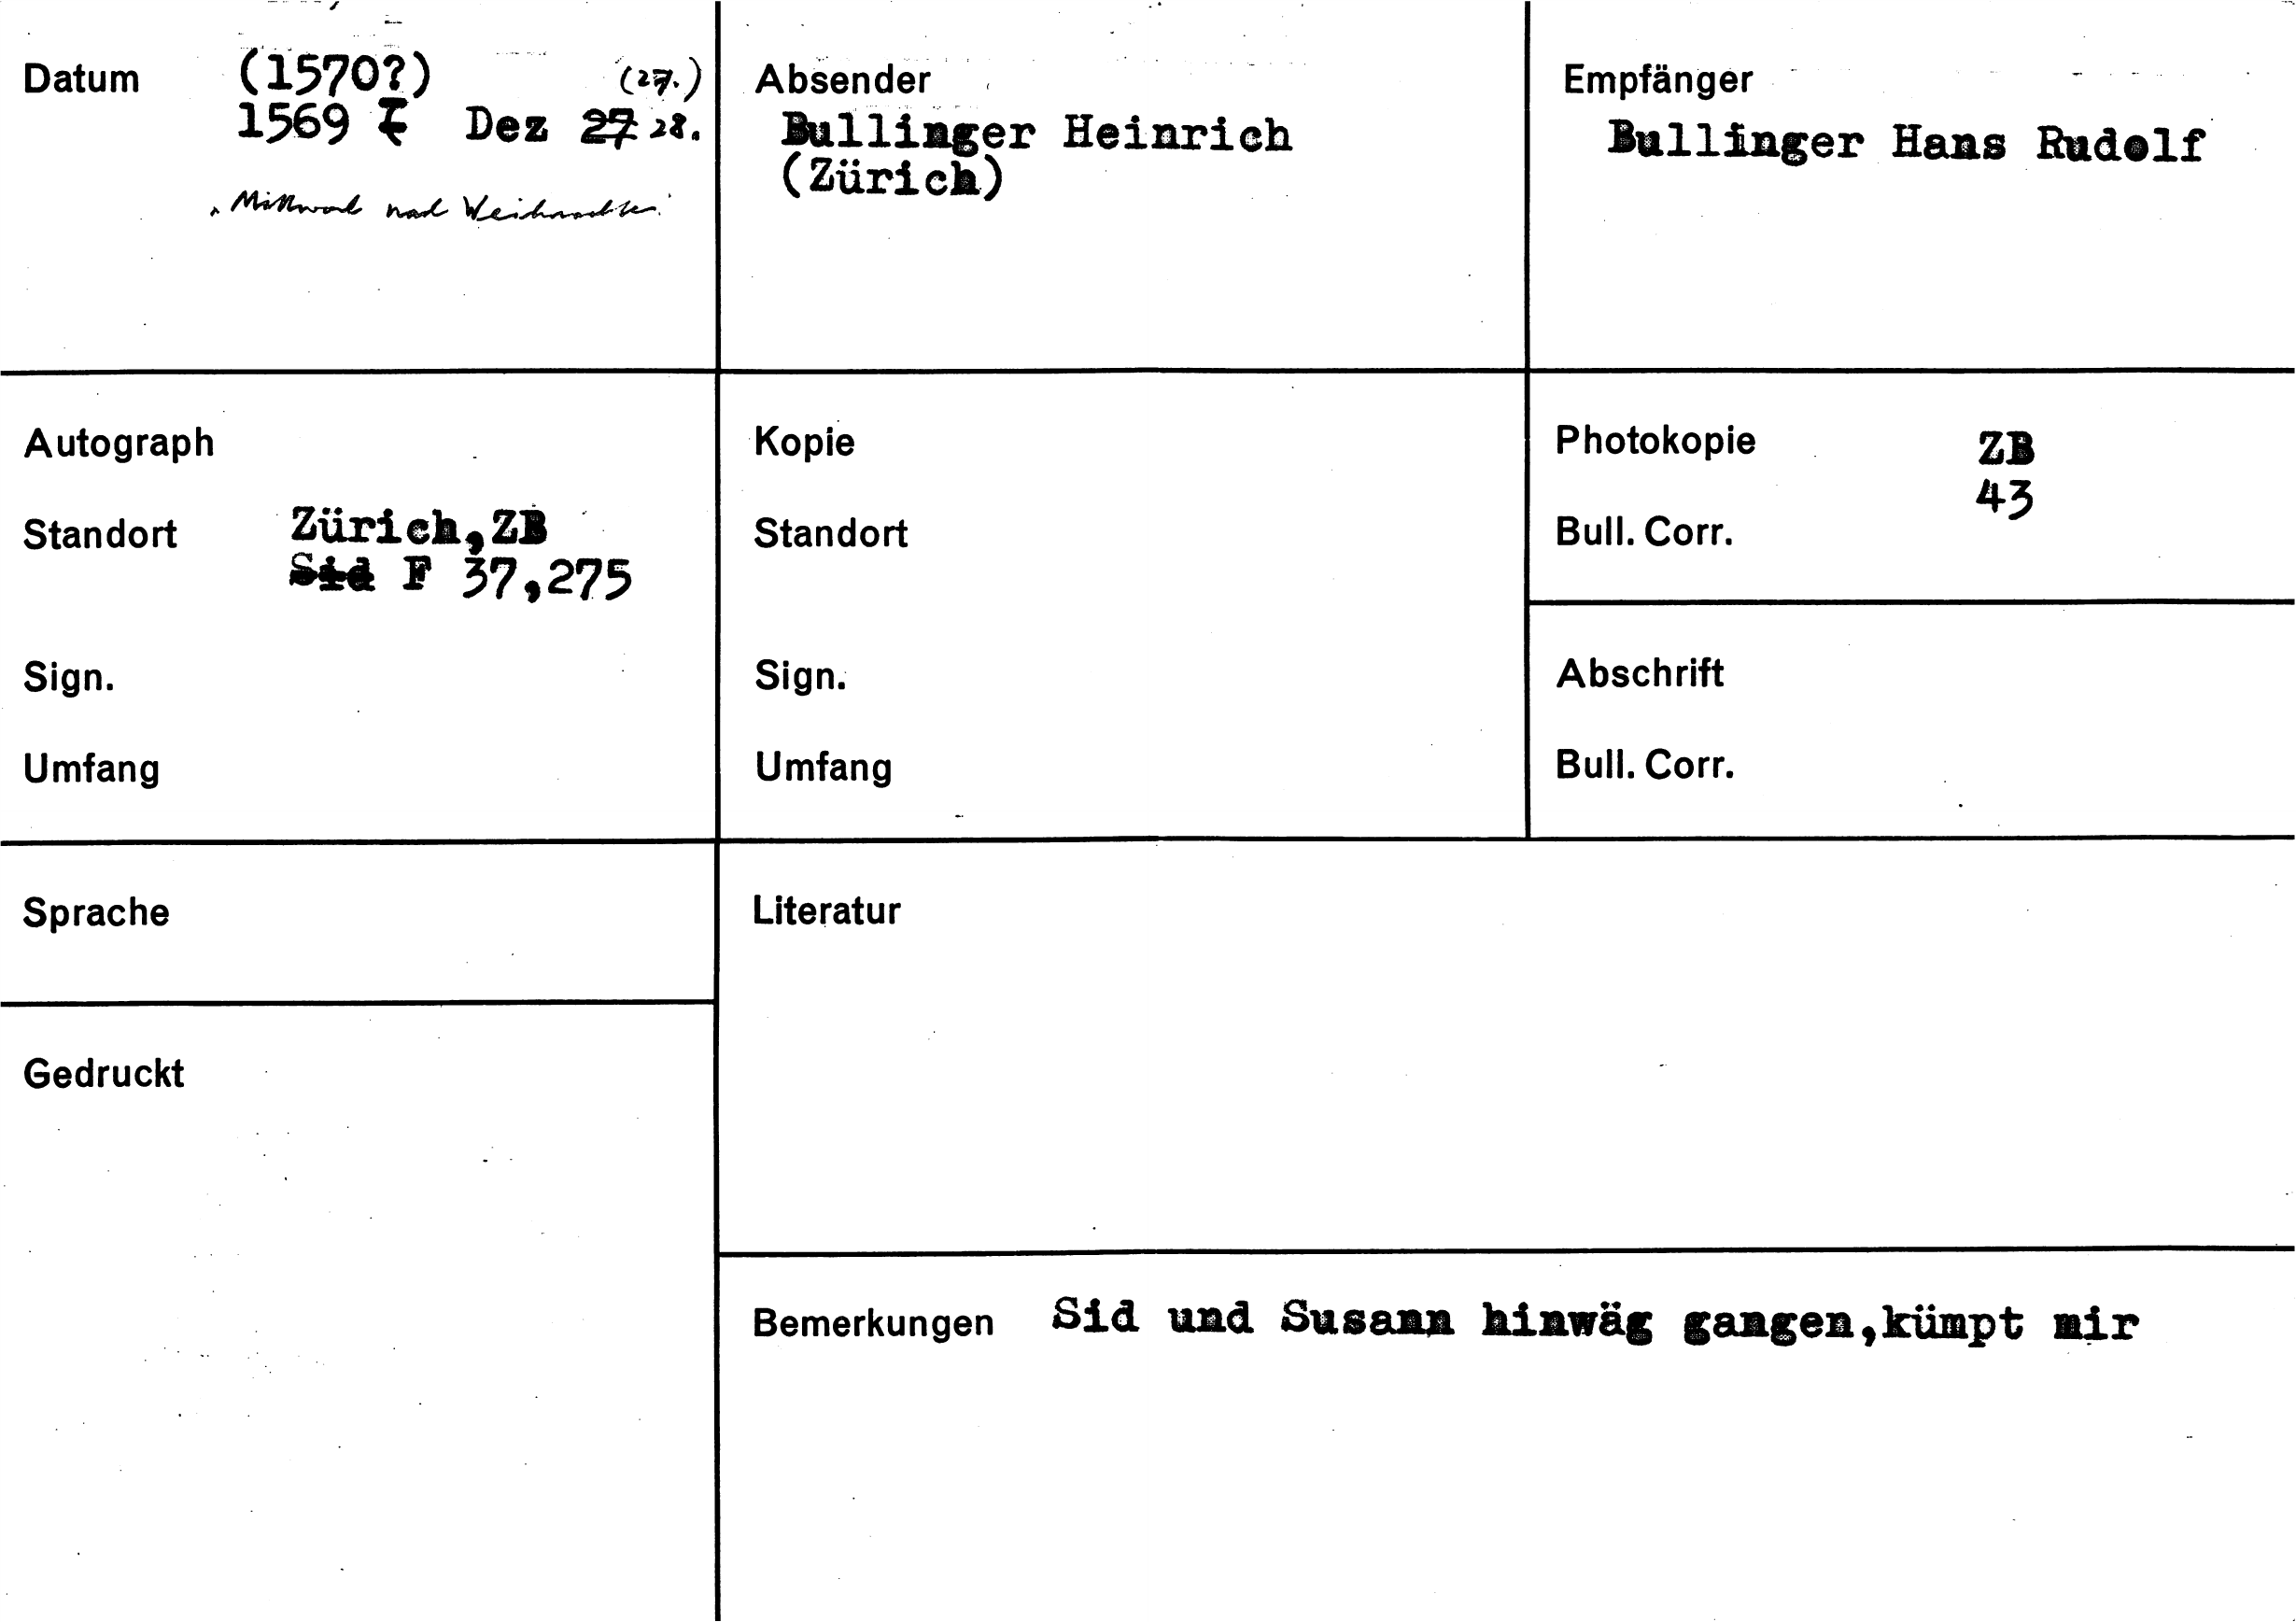 Datum (1570?) (27.)
1569 Dez 27 28.
"Mittwoch nach Weihnachten"
Absender
Bullinger Heinrich
(Zürich)
Empfänger
Bullinger Hans Rudolf
Autograph
Standort Zürich,ZB
Sid F 37,275
Sign.
Umfang
Kopie
Standort
Sign.
Umfang
Photokopie ZB
43
Bull. Corr.
Abschrift
Bull. Corr.
Sprache
Literatur
Gedruckt
Bemerkungen Sid und Susann hinwäg gangen,kümpt mir